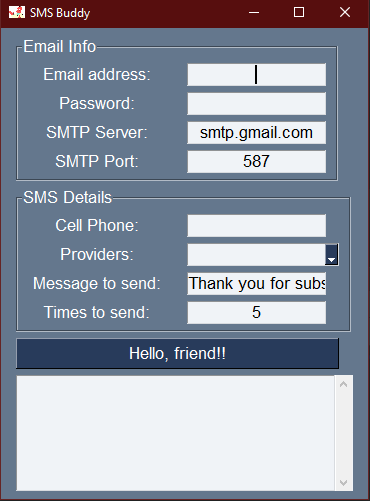 SMS Buddy
Email Info
Email address:
Password:
SMTP Server: smtp.gmail.com
SMTP Port: 587
SMS Details
Cell Phone:
Providers:
Message to send: Thank you for subs
Times to send: 5
Hello, friend!!